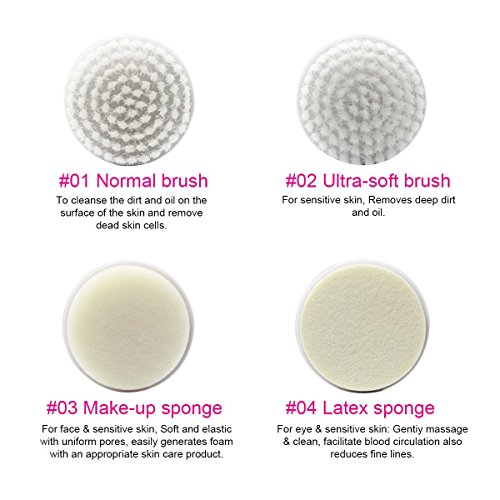 #01 Normal brush
To cleanse the dirt and oil on the
surface of the skin and remove
dead skin cells.
#02 Ultra-soft brush
For sensitive skin, Removes deep dirt
and oil.
#03 Make-up sponge
For face & sensitive skin, Soft and elastic
with uniform pores, easily generates foam
with an appropriate skin care product.
#04 Latex sponge
For eye & sensitive skin: Gentiy massage
& clean, facilitate blood circulation also
reduces fine lines.